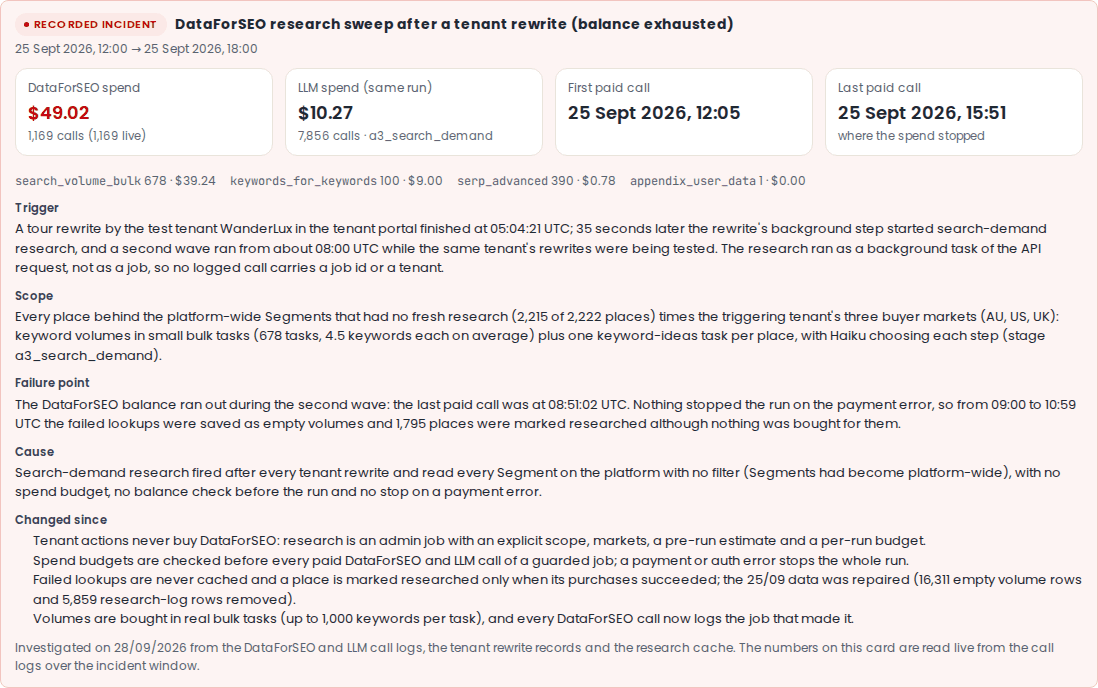 RECORDED INCIDENT DataForSEO research sweep after a tenant rewrite (balance exhausted)
25 Sept 2026, 12:00 → 25 Sept 2026, 18:00
DataForSEO spend
$49.02
1,169 calls (1,169 live)
LLM spend (same run)
$10.27
7,856 calls · a3_search_demand
First paid call
25 Sept 2026, 12:05
Last paid call
25 Sept 2026, 15:51
where the spend stopped
search_volume_bulk 678 · $39.24 keywords_for_keywords 100 · $9.00 serp_advanced 390 · $0.78 appendix_user_data 1 · $0.00
Trigger
A tour rewrite by the test tenant WanderLux in the tenant portal finished at 05:04:21 UTC; 35 seconds later the rewrite's background step started search-demand
research, and a second wave ran from about 08:00 UTC while the same tenant's rewrites were being tested. The research ran as a background task of the API
request, not as a job, so no logged call carries a job id or a tenant.
Scope
Every place behind the platform-wide Segments that had no fresh research (2,215 of 2,222 places) times the triggering tenant's three buyer markets (AU, US, UK):
keyword volumes in small bulk tasks (678 tasks, 4.5 keywords each on average) plus one keyword-ideas task per place, with Haiku choosing each step (stage
a3_search_demand).
Failure point
The DataForSEO balance ran out during the second wave: the last paid call was at 08:51:02 UTC. Nothing stopped the run on the payment error, so from 09:00 to 10:59
UTC the failed lookups were saved as empty volumes and 1,795 places were marked researched although nothing was bought for them.
Cause
Search-demand research fired after every tenant rewrite and read every Segment on the platform with no filter (Segments had become platform-wide), with no
spend budget, no balance check before the run and no stop on a payment error.
Changed since
Tenant actions never buy DataForSEO: research is an admin job with an explicit scope, markets, a pre-run estimate and a per-run budget.
Spend budgets are checked before every paid DataForSEO and LLM call of a guarded job; a payment or auth error stops the whole run.
Failed lookups are never cached and a place is marked researched only when its purchases succeeded; the 25/09 data was repaired (16,311 empty volume rows
and 5,859 research-log rows removed).
Volumes are bought in real bulk tasks (up to 1,000 keywords per task), and every DataForSEO call now logs the job that made it.
Investigated on 28/09/2026 from the DataForSEO and LLM call logs, the tenant rewrite records and the research cache. The numbers on this card are read live from the call
logs over the incident window.